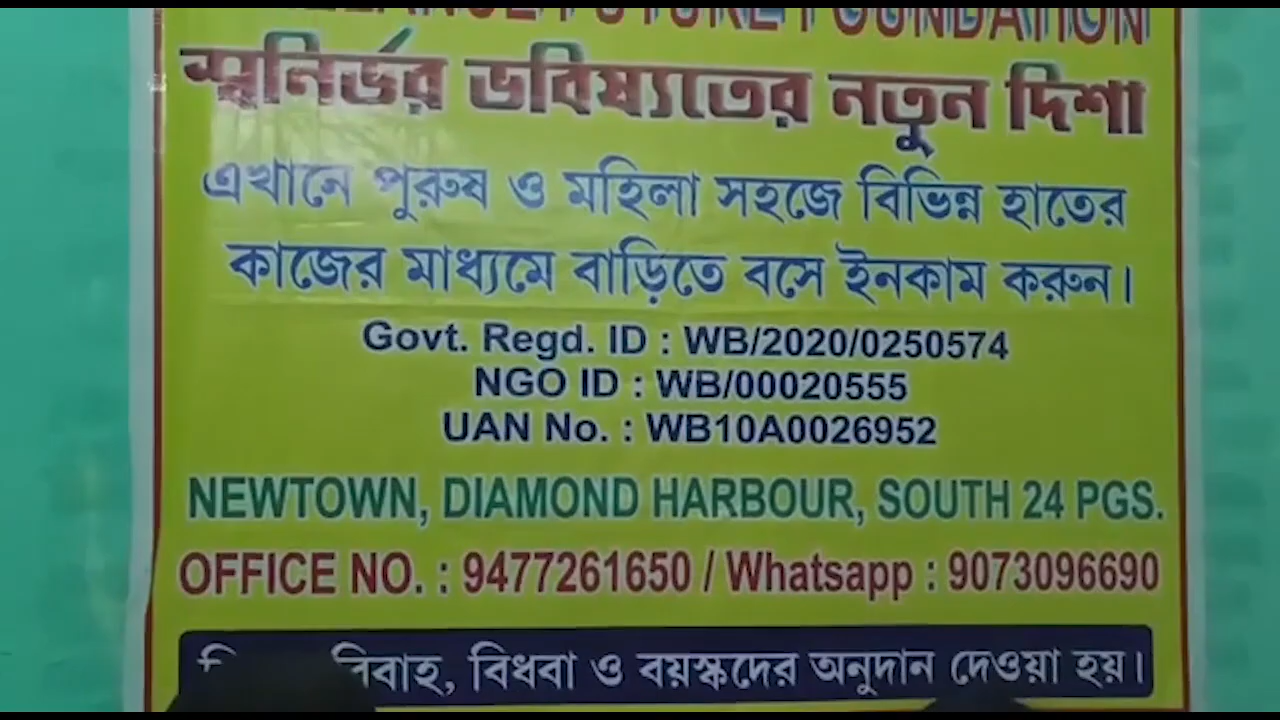 FOUNDATION
স্বনির্ভর ভবিষ্যতের নতুন দিশা
এখানে পুরুষ ও মহিলা সহজে বিভিন্ন হাতের
কাজের মাধ্যমে বাড়িতে বসে ইনকাম করুন।
Govt. Regd. ID : WB/2020/0250574
NGO ID : WB/00020555
UAN No. : WB10A0026952
NEWTOWN, DIAMOND HARBOUR, SOUTH 24 PGS.
OFFICE NO. : 9477261650 / Whatsapp : 9073096690
বিধবা ও বয়স্কদের অনুদান দেওয়া হয়।